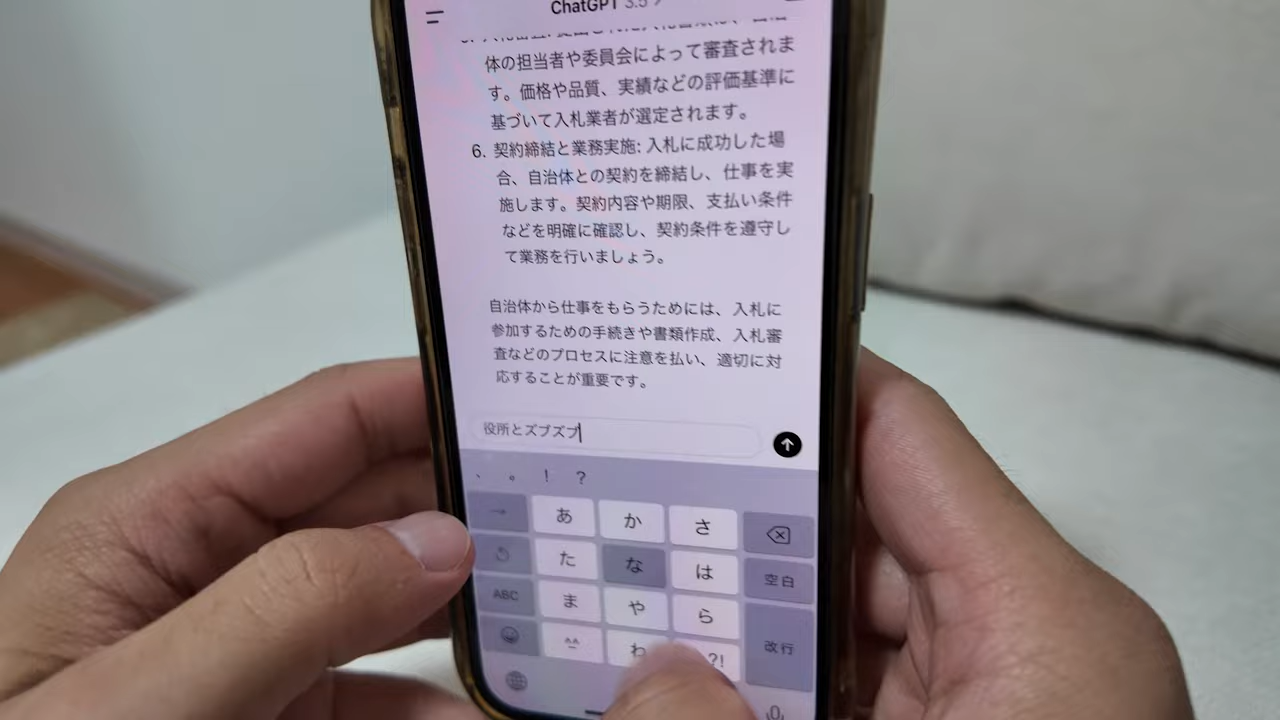 ChatGPT 3.5
体の担当者や委員会によって審査されま
す。価格や品質、実績などの評価基準に
基づいて入札業者が選定されます。
6. 契約締結と業務実施: 入札に成功した場
合、自治体との契約を締結し、仕事を実
施します。契約内容や期限、支払い条件
などを明確に確認し、契約条件を遵守し
て業務を行いましょう。
自治体から仕事をもらうためには、入札に
参加するための手続きや書類作成、入札審
査などのプロセスに注意を払い、適切に対
応することが重要です。
役所とズブズブ
、 。 ! ?
→ あ か さ
た な は 空白
ABC ま や ら
^^ わ ?! 改行